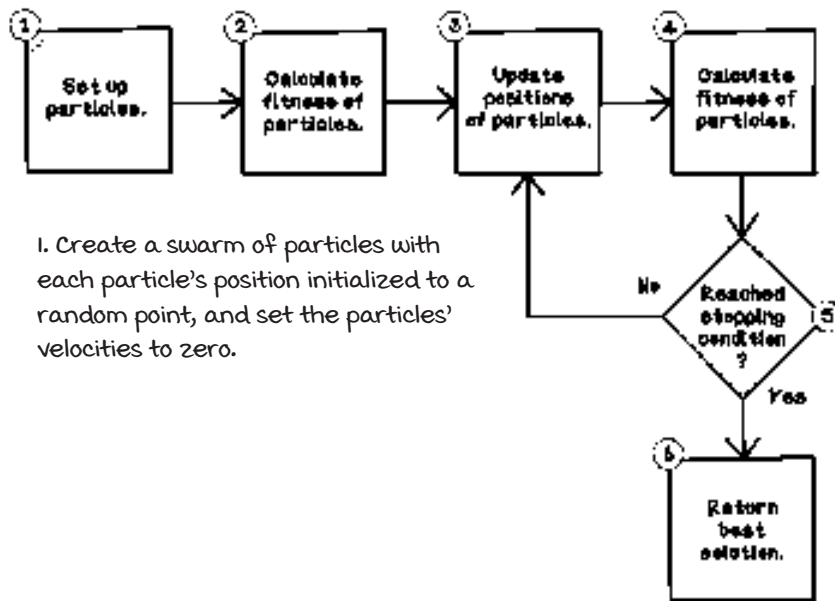 1
Set up
particles.
2
Calculate
fitness of
particles.
3
Update
positions
of particles.
4
Calculate
fitness of
particles.
1. Create a swarm of particles with
each particle's position initialized to a
random point, and set the particles'
velocities to zero.
No
Reached
stopping
condition
?
5
Yes
6
Return
best
solution.